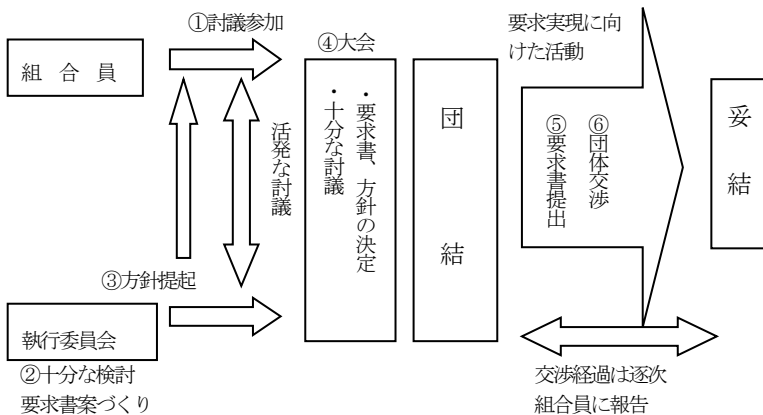 ①討議参加
組　合　員
③方針提起
執行委員会
②十分な検討
要求書案づくり
活発な討議
④大会
・要求書、方針の決定
・十分な討議
団　結
要求実現に向
けた活動
⑥団体交渉
⑤要求書提出
妥　結
交渉経過は逐次
組合員に報告